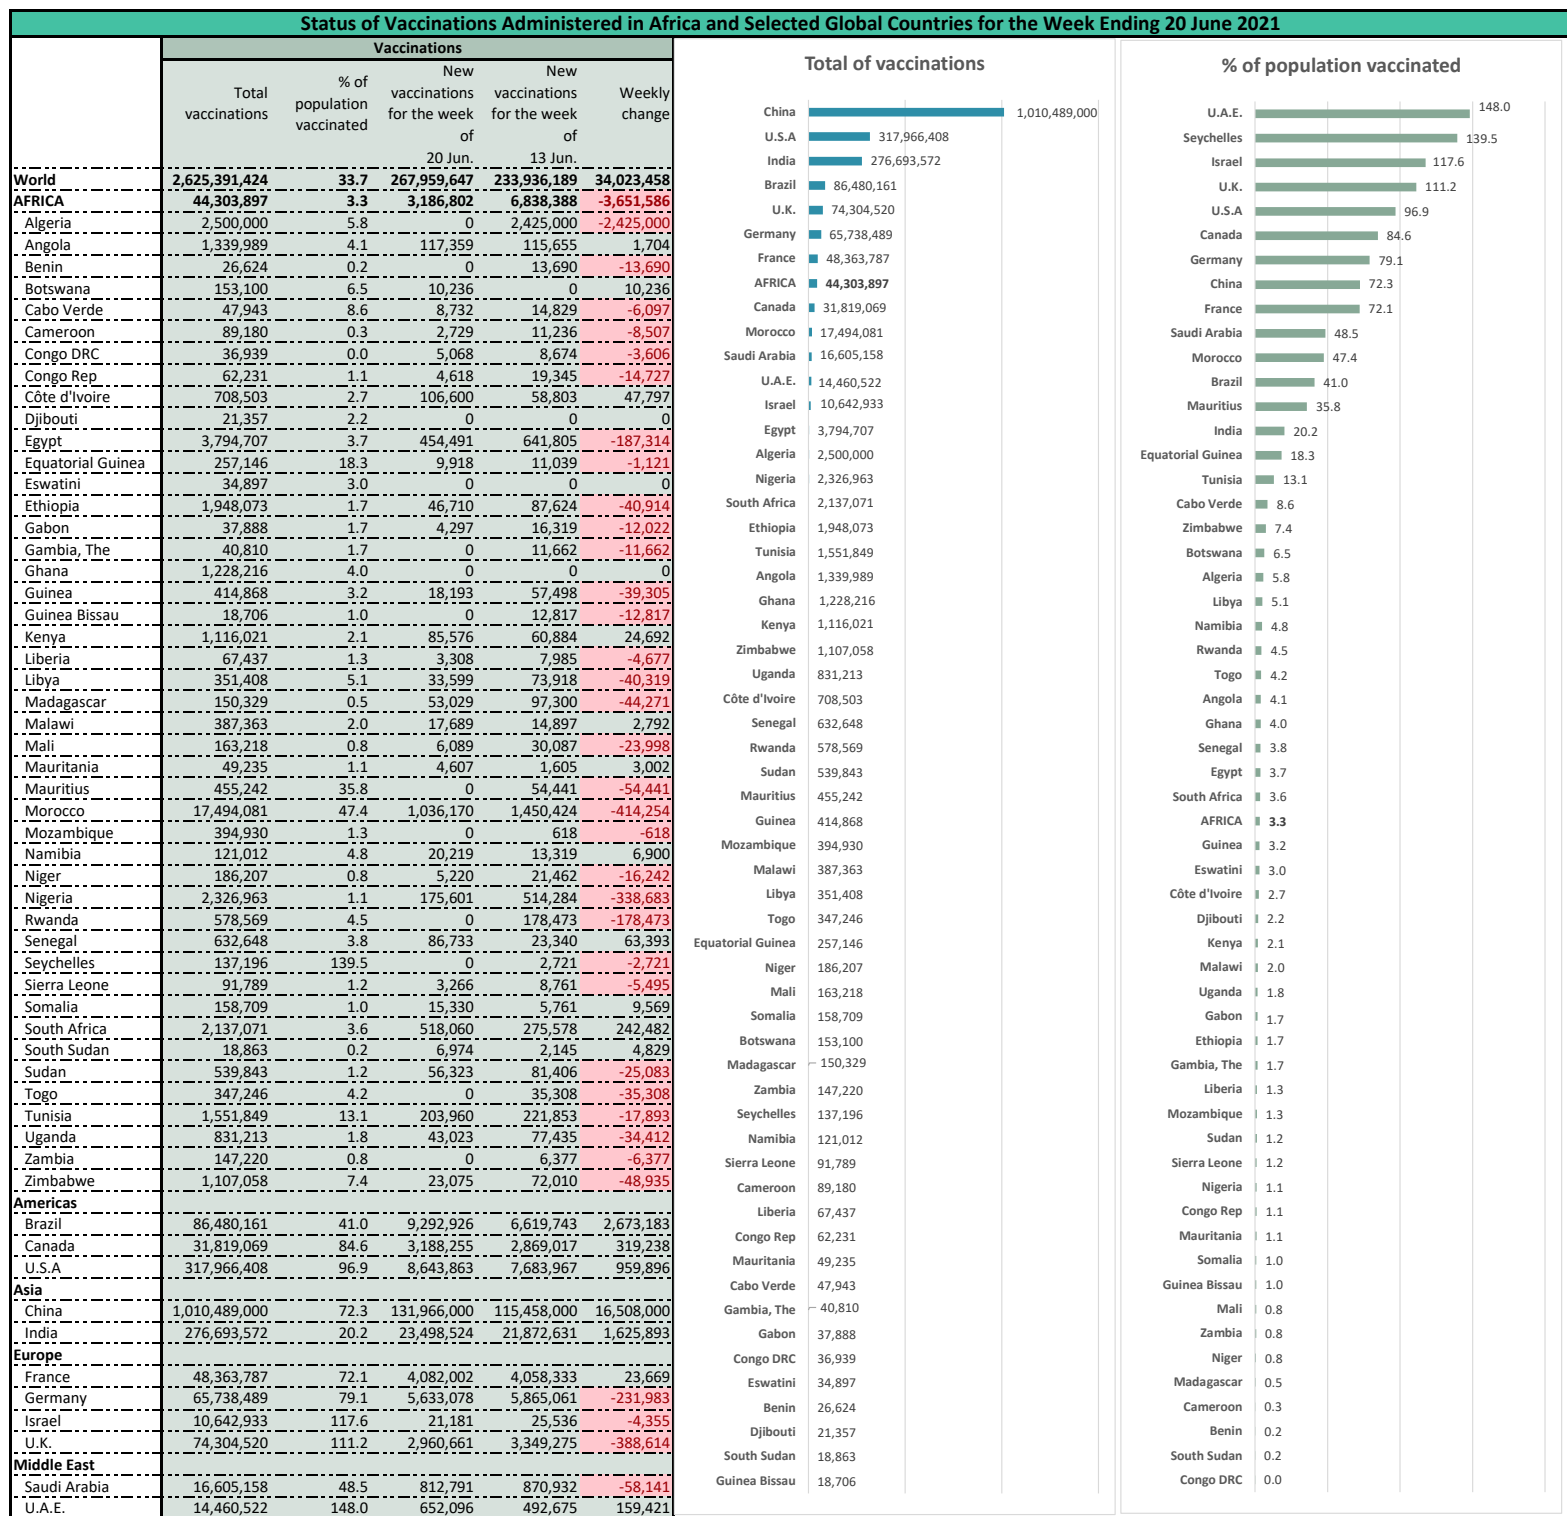 Status of Vaccinations Administered in Africa and Selected Global Countries for the Week Ending 20 June 2021
Vaccinations
Total vaccinations
% of population vaccinated
New vaccinations for the week of 20 Jun.
New vaccinations for the week of 13 Jun.
Weekly change
World 2,625,391,424 33.7 267,959,647 233,936,189 34,023,458
AFRICA 44,303,897 3.3 3,186,802 6,838,388 -3,651,586
Algeria 2,500,000 5.8 0 2,425,000 -2,425,000
Angola 1,339,989 4.1 117,359 115,655 1,704
Benin 26,624 0.2 0 13,690 -13,690
Botswana 153,100 6.5 10,236 0 10,236
Cabo Verde 47,943 8.6 8,732 14,829 -6,097
Cameroon 89,180 0.3 2,729 11,236 -8,507
Congo DRC 36,939 0.0 5,068 8,674 -3,606
Congo Rep 62,231 1.1 4,618 19,345 -14,727
Côte d'Ivoire 708,503 2.7 106,600 58,803 47,797
Djibouti 21,357 2.2 0 0 0
Egypt 3,794,707 3.7 454,491 641,805 -187,314
Equatorial Guinea 257,146 18.3 9,918 11,039 -1,121
Eswatini 34,897 3.0 0 0 0
Ethiopia 1,948,073 1.7 46,710 87,624 -40,914
Gabon 37,888 1.7 4,297 16,319 -12,022
Gambia, The 40,810 1.7 0 11,662 -11,662
Ghana 1,228,216 4.0 0 0 0
Guinea 414,868 3.2 18,193 57,498 -39,305
Guinea Bissau 18,706 1.0 0 12,817 -12,817
Kenya 1,116,021 2.1 85,576 60,884 24,692
Liberia 67,437 1.3 3,308 7,985 -4,677
Libya 351,408 5.1 33,599 73,918 -40,319
Madagascar 150,329 0.5 53,029 97,300 -44,271
Malawi 387,363 2.0 17,689 14,897 2,792
Mali 163,218 0.8 6,089 30,087 -23,998
Mauritania 49,235 1.1 4,607 1,605 3,002
Mauritius 455,242 35.8 0 54,441 -54,441
Morocco 17,494,081 47.4 1,036,170 1,450,424 -414,254
Mozambique 394,930 1.3 0 618 -618
Namibia 121,012 4.8 20,219 13,319 6,900
Niger 186,207 0.8 5,220 21,462 -16,242
Nigeria 2,326,963 1.1 175,601 514,284 -338,683
Rwanda 578,569 4.5 0 178,473 -178,473
Senegal 632,648 3.8 86,733 23,340 63,393
Seychelles 137,196 139.5 0 2,721 -2,721
Sierra Leone 91,789 1.2 3,266 8,761 -5,495
Somalia 158,709 1.0 15,330 5,761 9,569
South Africa 2,137,071 3.6 518,060 275,578 242,482
South Sudan 18,863 0.2 6,974 2,145 4,829
Sudan 539,843 1.2 56,323 81,406 -25,083
Togo 347,246 4.2 0 35,308 -35,308
Tunisia 1,551,849 13.1 203,960 221,853 -17,893
Uganda 831,213 1.8 43,023 77,435 -34,412
Zambia 147,220 0.8 0 6,377 -6,377
Zimbabwe 1,107,058 7.4 23,075 72,010 -48,935
Americas
Brazil 86,480,161 41.0 9,292,926 6,619,743 2,673,183
Canada 31,819,069 84.6 3,188,255 2,869,017 319,238
U.S.A 317,966,408 96.9 8,643,863 7,683,967 959,896
Asia
China 1,010,489,000 72.3 131,966,000 115,458,000 16,508,000
India 276,693,572 20.2 23,498,524 21,872,631 1,625,893
Europe
France 48,363,787 72.1 4,082,002 4,058,333 23,669
Germany 65,738,489 79.1 5,633,078 5,865,061 -231,983
Israel 10,642,933 117.6 21,181 25,536 -4,355
U.K. 74,304,520 111.2 2,960,661 3,349,275 -388,614
Middle East
Saudi Arabia 16,605,158 48.5 812,791 870,932 -58,141
U.A.E. 14,460,522 148.0 652,096 492,675 159,421
Total of vaccinations
China 1,010,489,000
U.S.A 317,966,408
India 276,693,572
Brazil 86,480,161
U.K. 74,304,520
Germany 65,738,489
France 48,363,787
AFRICA 44,303,897
Canada 31,819,069
Morocco 17,494,081
Saudi Arabia 16,605,158
U.A.E. 14,460,522
Israel 10,642,933
Egypt 3,794,707
Algeria 2,500,000
Nigeria 2,326,963
South Africa 2,137,071
Ethiopia 1,948,073
Tunisia 1,551,849
Angola 1,339,989
Ghana 1,228,216
Kenya 1,116,021
Zimbabwe 1,107,058
Uganda 831,213
Côte d'Ivoire 708,503
Senegal 632,648
Rwanda 578,569
Sudan 539,843
Mauritius 455,242
Guinea 414,868
Mozambique 394,930
Malawi 387,363
Libya 351,408
Togo 347,246
Equatorial Guinea 257,146
Niger 186,207
Mali 163,218
Somalia 158,709
Botswana 153,100
Madagascar 150,329
Zambia 147,220
Seychelles 137,196
Namibia 121,012
Sierra Leone 91,789
Cameroon 89,180
Liberia 67,437
Congo Rep 62,231
Mauritania 49,235
Cabo Verde 47,943
Gambia, The 40,810
Gabon 37,888
Congo DRC 36,939
Eswatini 34,897
Benin 26,624
Djibouti 21,357
South Sudan 18,863
Guinea Bissau 18,706
% of population vaccinated
U.A.E. 148.0
Seychelles 139.5
Israel 117.6
U.K. 111.2
U.S.A 96.9
Canada 84.6
Germany 79.1
China 72.3
France 72.1
Saudi Arabia 48.5
Morocco 47.4
Brazil 41.0
Mauritius 35.8
India 20.2
Equatorial Guinea 18.3
Tunisia 13.1
Cabo Verde 8.6
Zimbabwe 7.4
Botswana 6.5
Algeria 5.8
Libya 5.1
Namibia 4.8
Rwanda 4.5
Togo 4.2
Angola 4.1
Ghana 4.0
Senegal 3.8
Egypt 3.7
South Africa 3.6
AFRICA 3.3
Guinea 3.2
Eswatini 3.0
Côte d'Ivoire 2.7
Djibouti 2.2
Kenya 2.1
Malawi 2.0
Uganda 1.8
Gabon 1.7
Ethiopia 1.7
Gambia, The 1.7
Liberia 1.3
Mozambique 1.3
Sudan 1.2
Sierra Leone 1.2
Nigeria 1.1
Congo Rep 1.1
Mauritania 1.1
Somalia 1.0
Guinea Bissau 1.0
Mali 0.8
Zambia 0.8
Niger 0.8
Madagascar 0.5
Cameroon 0.3
Benin 0.2
South Sudan 0.2
Congo DRC 0.0